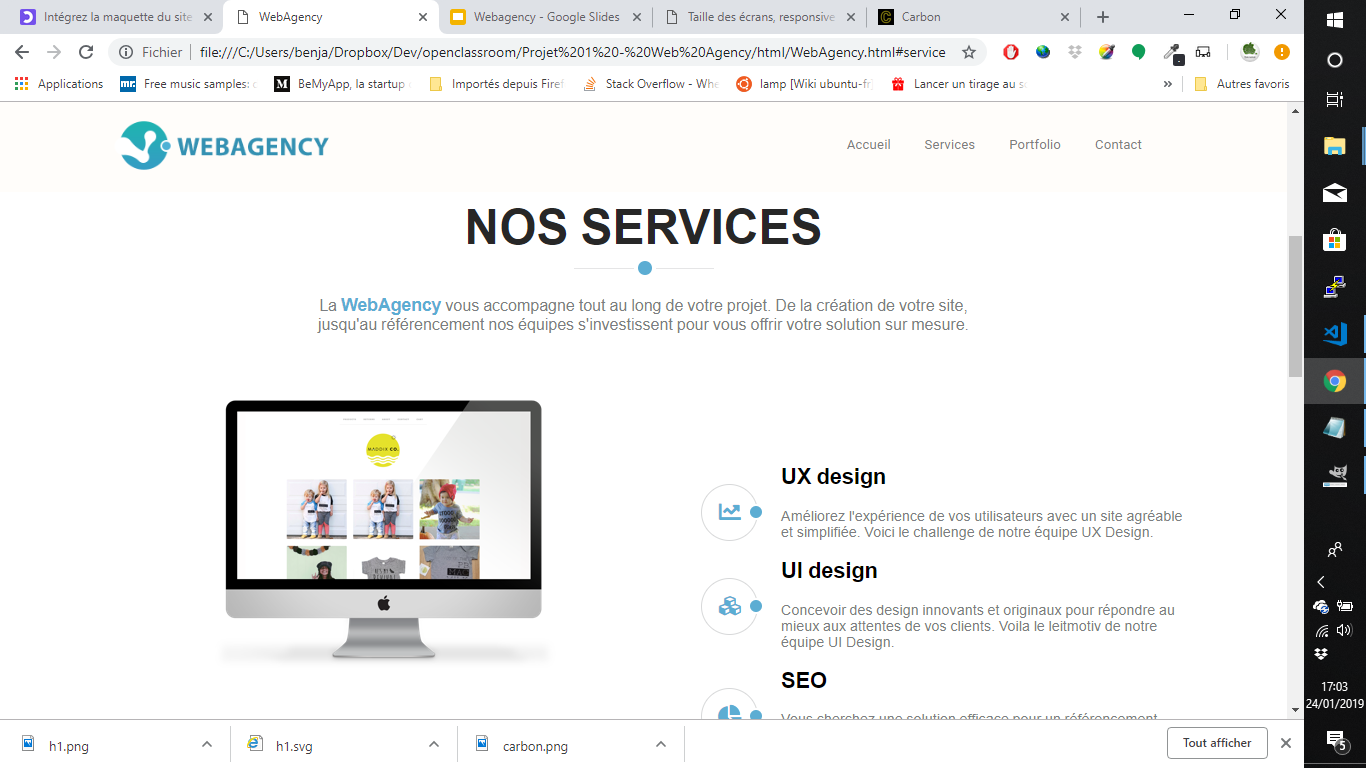 Intégrez la maquette du site
WebAgency
Webagency - Google Slides
Taille des écrans, responsive
Carbon
Fichier
file:///C:/Users/benja/Dropbox/Dev/openclassroom/Projet%201%20-%20Web%20Agency/html/WebAgency.html#service
Applications
Free music samples:
BeMyApp, la startup
Importés depuis Firef
Stack Overflow - Whe
lamp [Wiki ubuntu-fr
Lancer un tirage au so
»
Autres favoris
WEBAGENCY
Accueil
Services
Portfolio
Contact
NOS SERVICES
La WebAgency vous accompagne tout au long de votre projet. De la création de votre site,
jusqu'au référencement nos équipes s'investissent pour vous offrir votre solution sur mesure.
MADDIX CO.
UX design
Améliorez l'expérience de vos utilisateurs avec un site agréable
et simplifiée. Voici le challenge de notre équipe UX Design.
UI design
Concevoir des design innovants et originaux pour répondre au
mieux aux attentes de vos clients. Voila le leitmotiv de notre
équipe UI Design.
SEO
Vous cherchez une solution efficace pour un référencement
h1.png
h1.svg
carbon.png
Tout afficher
17:03
24/01/2019
5